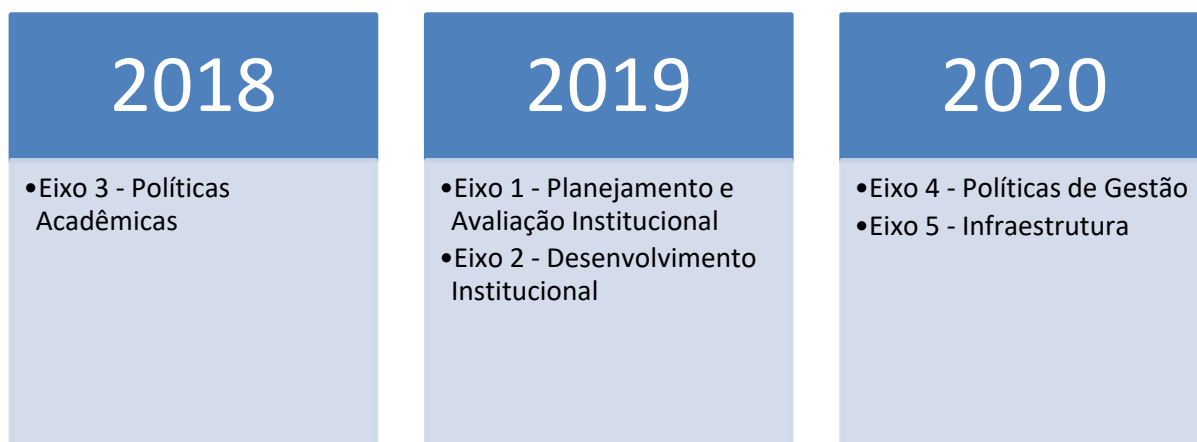 2018
•Eixo 3 - Políticas
Acadêmicas
2019
•Eixo 1 - Planejamento e
Avaliação Institucional
•Eixo 2 - Desenvolvimento
Institucional
2020
•Eixo 4 - Políticas de Gestão
•Eixo 5 - Infraestrutura